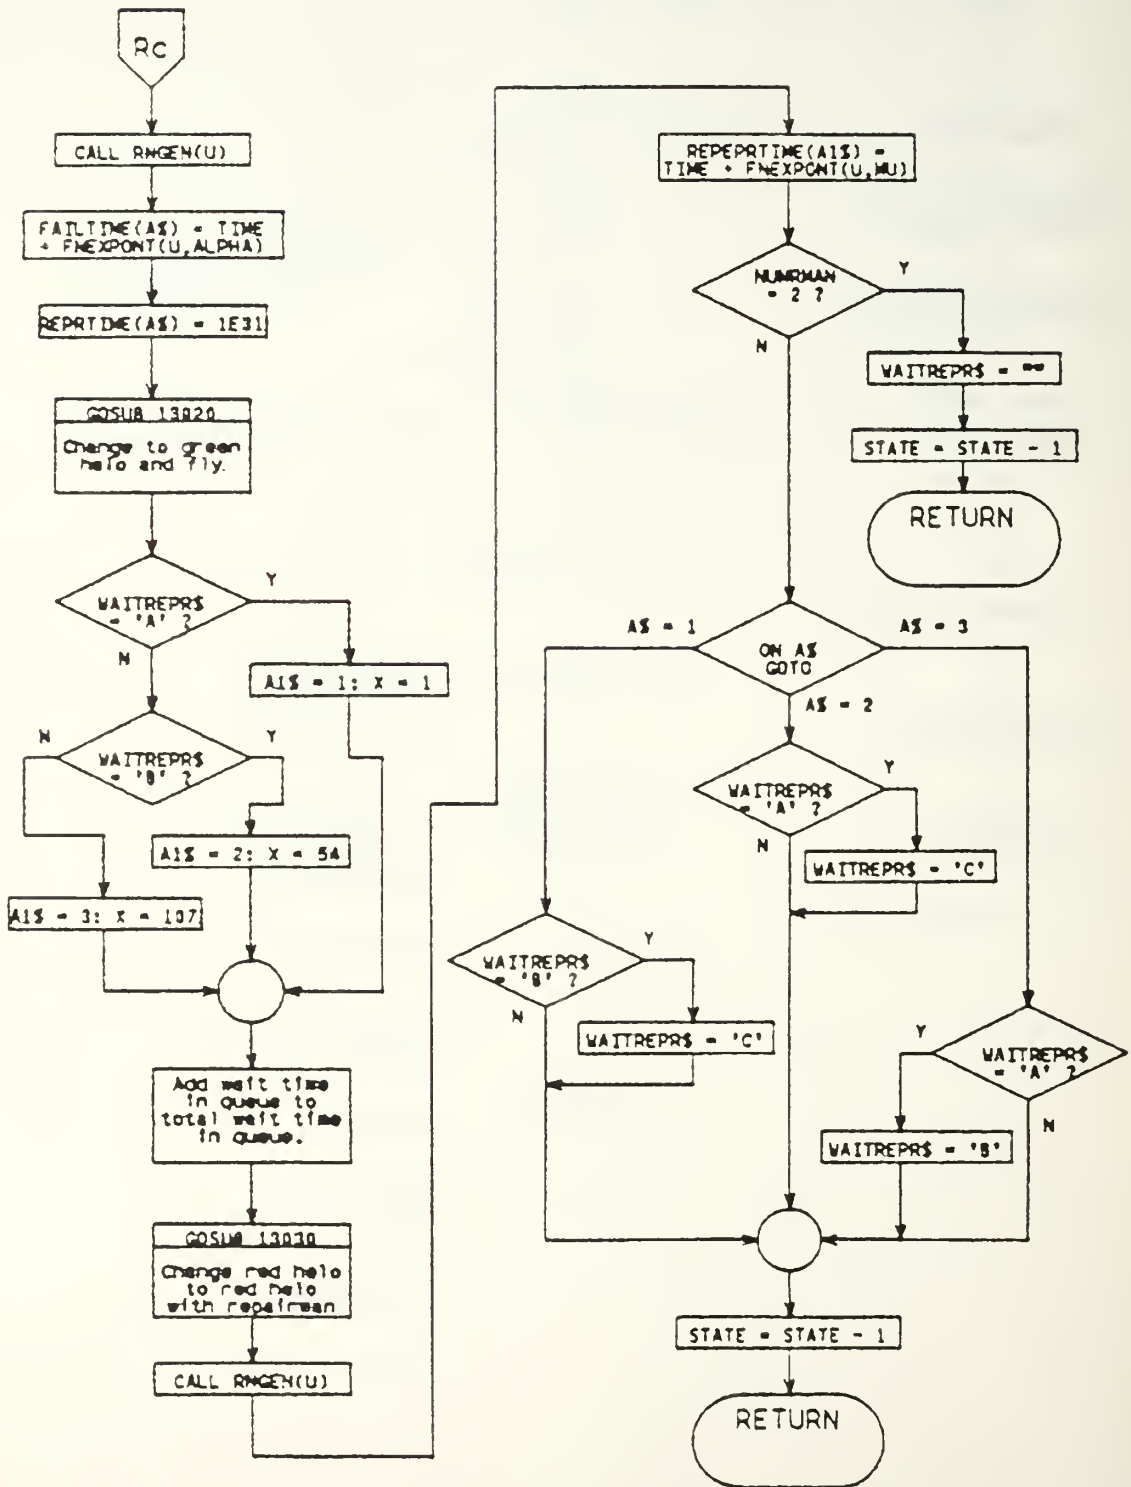 Rc
CALL RNGEN(U)
FAILTIME(A%) = TIME
+ FNEXPONT(U,ALPHA)
REPRTIME(A%) = 1E31
GOSUB 13020
Change to green
helo and fly.
WAITREPR$
= "A" ?
Y
N
A1% = 1: X = 1
WAITREPR$
= "B" ?
N
Y
A1% = 2: X = 54
A1% = 3: X = 107
Add wait time
in queue to
total wait time
in queue.
GOSUB 13030
Change red helo
to red helo
with repairman
CALL RNGEN(U)
REPEPRTIME(A1%) =
TIME + FNEXPONT(U,MU)
NUMRMAN
= 2 ?
Y
N
WAITREPR$ = ""
STATE = STATE - 1
RETURN
A% = 1
ON A%
GOTO
A% = 3
A% = 2
WAITREPR$
= "A" ?
Y
N
WAITREPR$ = "C"
WAITREPR$
= "B" ?
Y
N
WAITREPR$ = "C"
WAITREPR$
= "A" ?
Y
N
WAITREPR$ = "B"
STATE = STATE - 1
RETURN